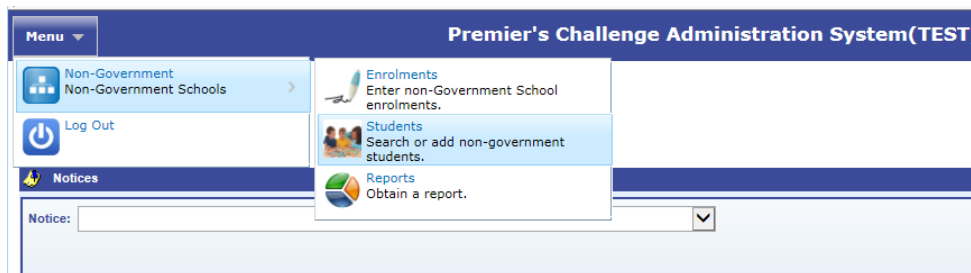 Menu
Premier's Challenge Administration System(TEST
Non-Government
Non-Government Schools
Log Out
Enrolments
Enter non-Government School
enrolments.
Students
Search or add non-government
students.
Reports
Obtain a report.
Notices
Notice: